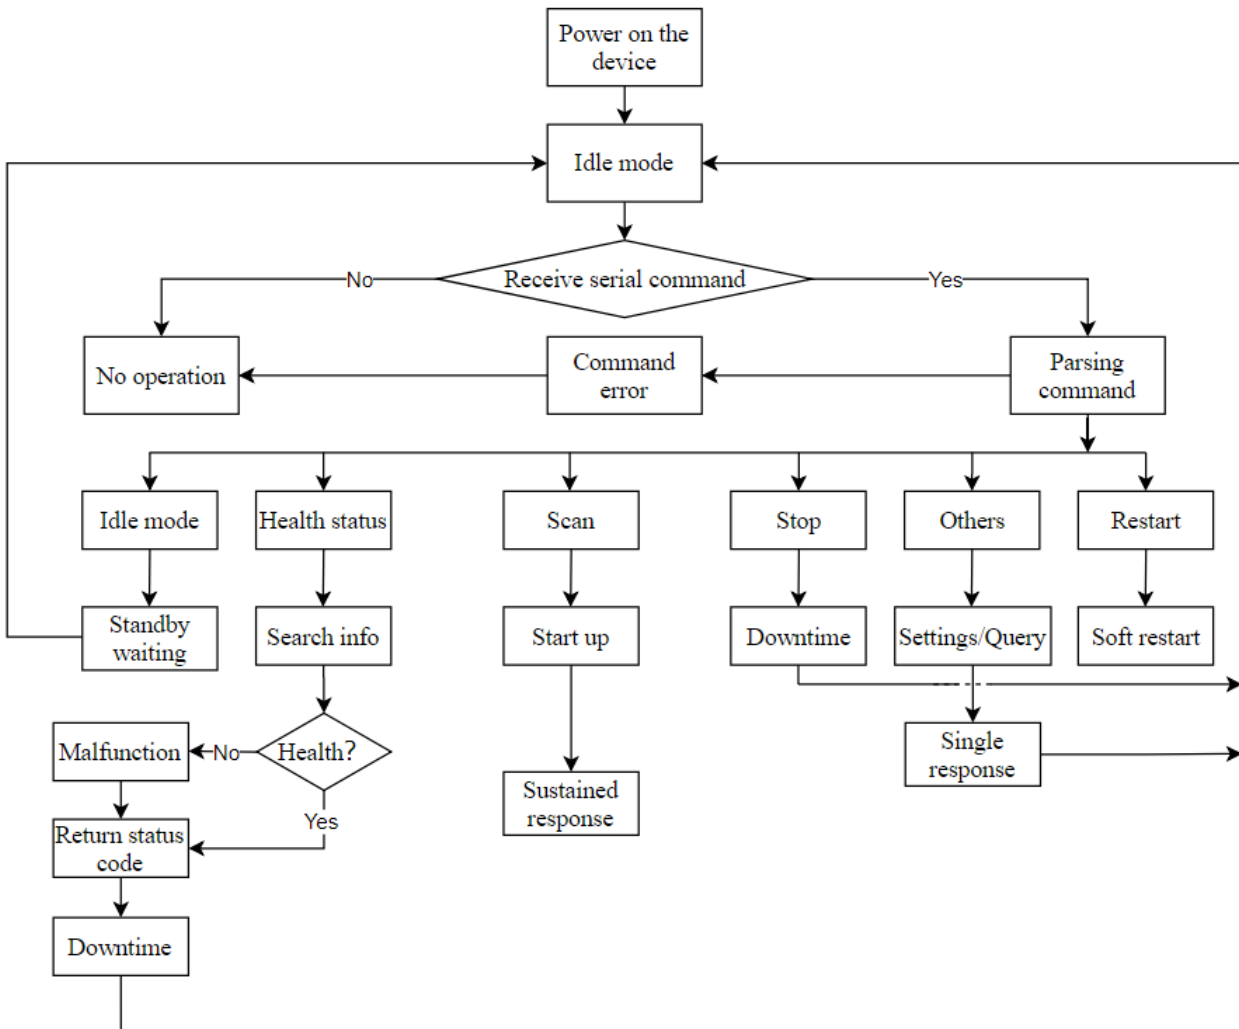 Power on the
device
Idle mode
No
Receive serial command
Yes
No operation
Command
error
Parsing
command
Idle mode
Health status
Scan
Stop
Others
Restart
Standby
waiting
Search info
Start up
Downtime
Settings/Query
Soft restart
Malfunction
No
Health?
Single
response
Sustained
response
Yes
Return status
code
Downtime